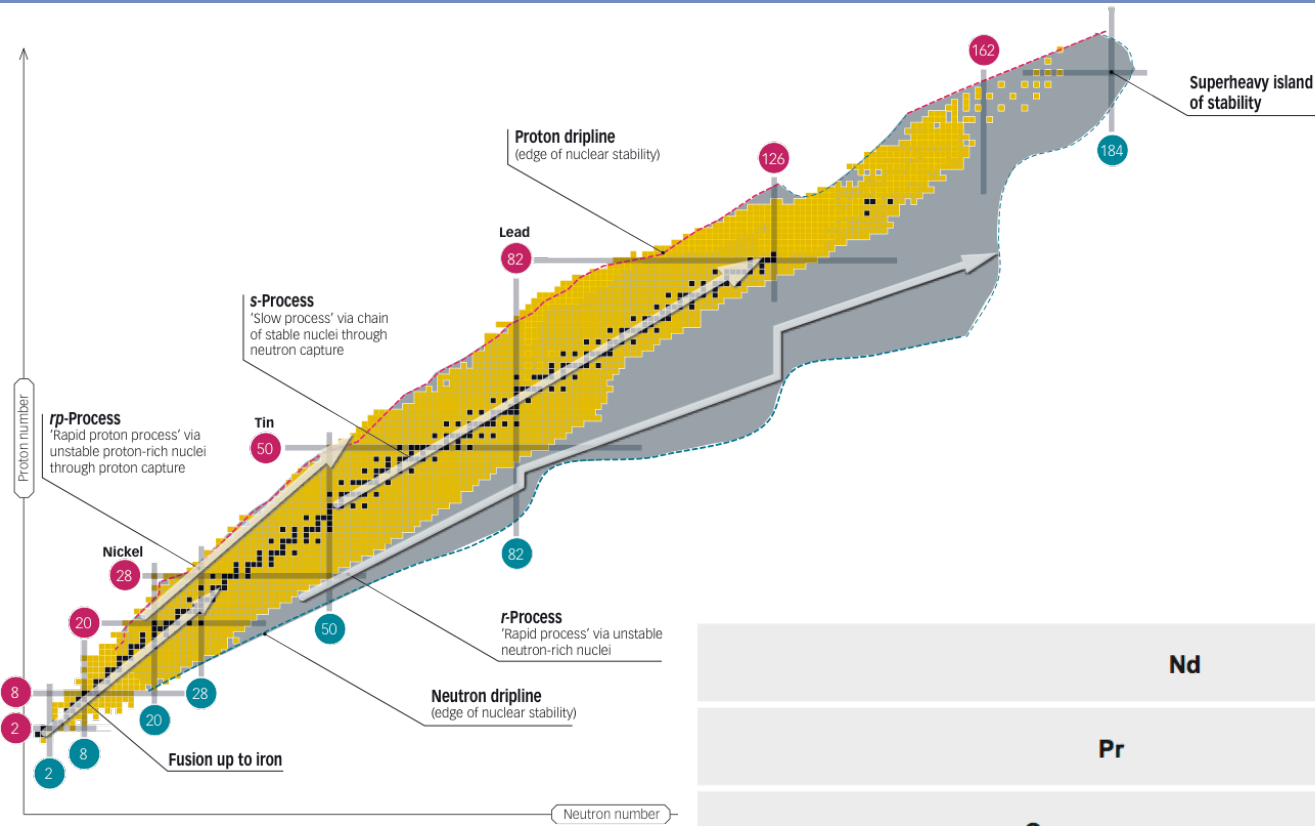 162
Superheavy island
of stability
Proton dripline
(edge of nuclear stability)
126
184
Lead
82
s-Process
'Slow process' via chain
of stable nuclei through
neutron capture
Proton number
rp-Process
'Rapid proton process' via
unstable proton-rich nuclei
through proton capture
Tin
50
Nickel
28
82
20
50
r-Process
'Rapid process' via unstable
neutron-rich nuclei
Nd
8
28
Neutron dripline
(edge of nuclear stability)
20
2
8
Pr
Fusion up to iron
2
Neutron number